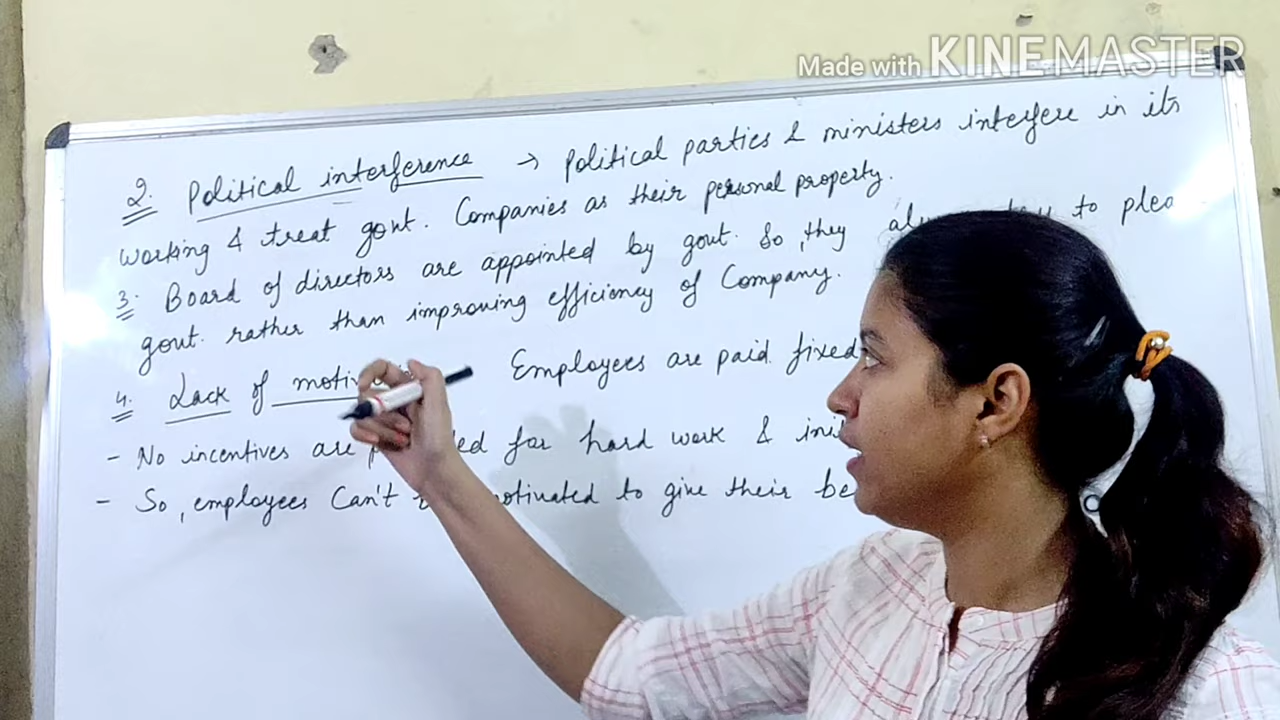 Made with KINEMASTER
2. Political interference → Political parties & ministers interfere in its
working & treat govt. Companies as their personal property.
3. Board of directors are appointed by govt. So, they to
govt. rather than improving efficiency of Company.
4. Lack of Employees are paid fixed
- No incentives are for hard work &
- So, employees Can't motivated to give their